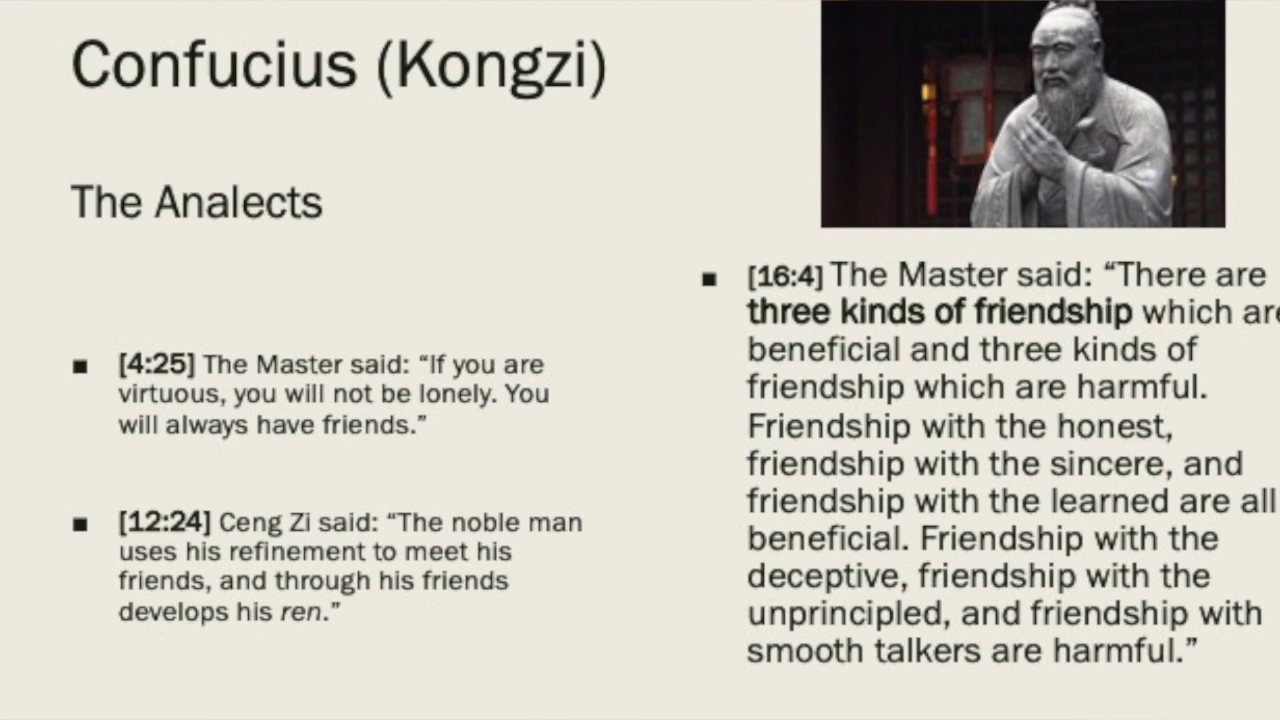 Confucius (Kongzi)
The Analects
■ [4:25] The Master said: “If you are
virtuous, you will not be lonely. You
will always have friends.”
■ [12:24] Ceng Zi said: “The noble man
uses his refinement to meet his
friends, and through his friends
develops his ren.”
■ [16:4] The Master said: “There are
three kinds of friendship which are
beneficial and three kinds of
friendship which are harmful.
Friendship with the honest,
friendship with the sincere, and
friendship with the learned are all
beneficial. Friendship with the
deceptive, friendship with the
unprincipled, and friendship with
smooth talkers are harmful.”